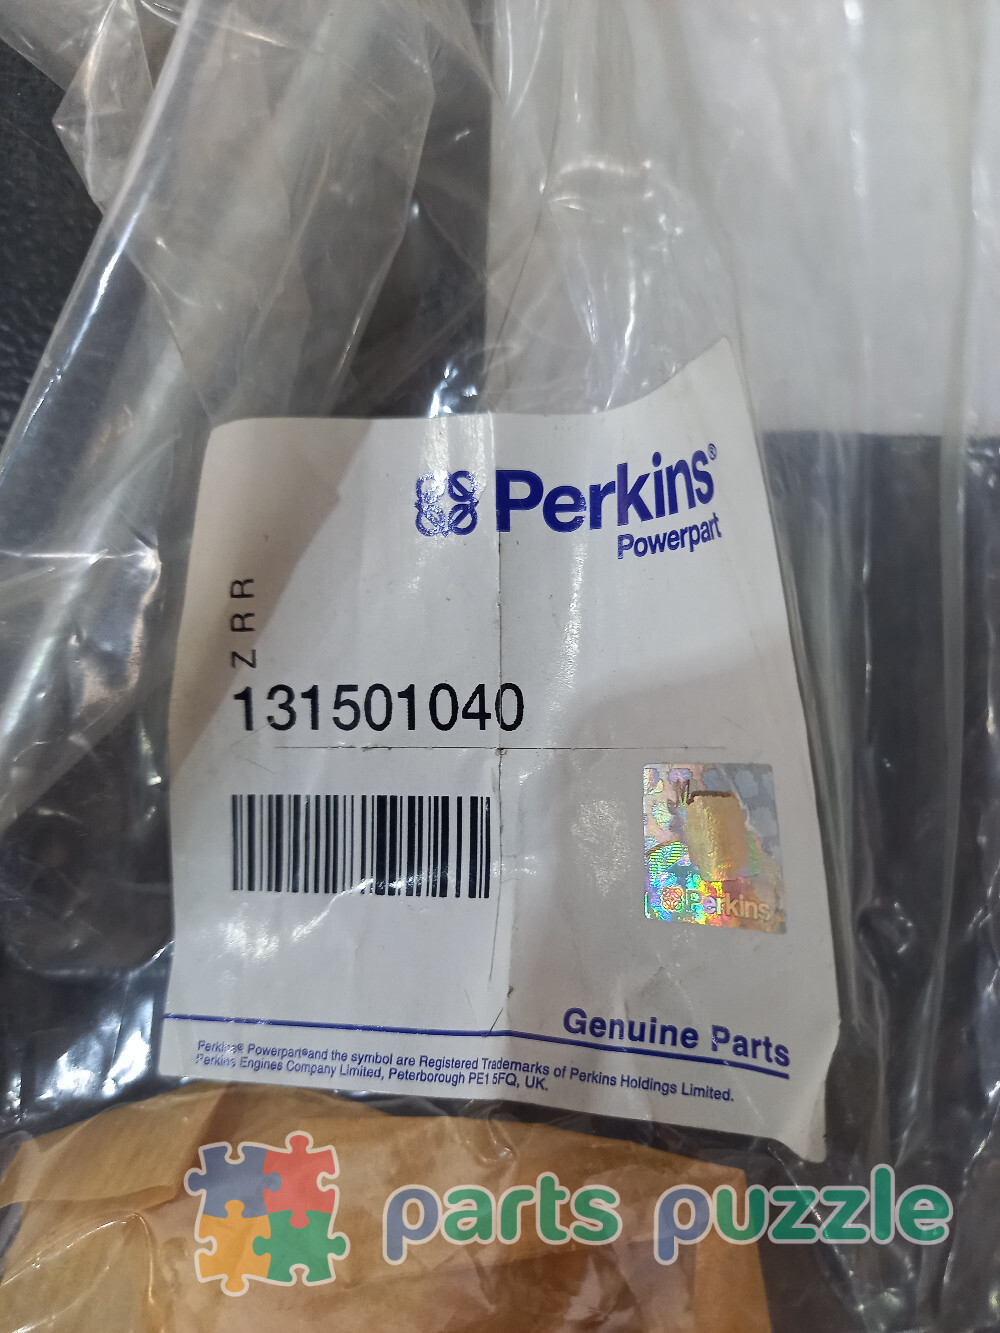 Perkins®
Powerpart
ZRR
131501040
Perkins
Genuine Parts
Perkins® Powerpart®and the symbol are Registered Trademarks of Perkins Holdings Limited.
Perkins Engines Company Limited, Peterborough PE1 5FQ, UK.
parts puzzle